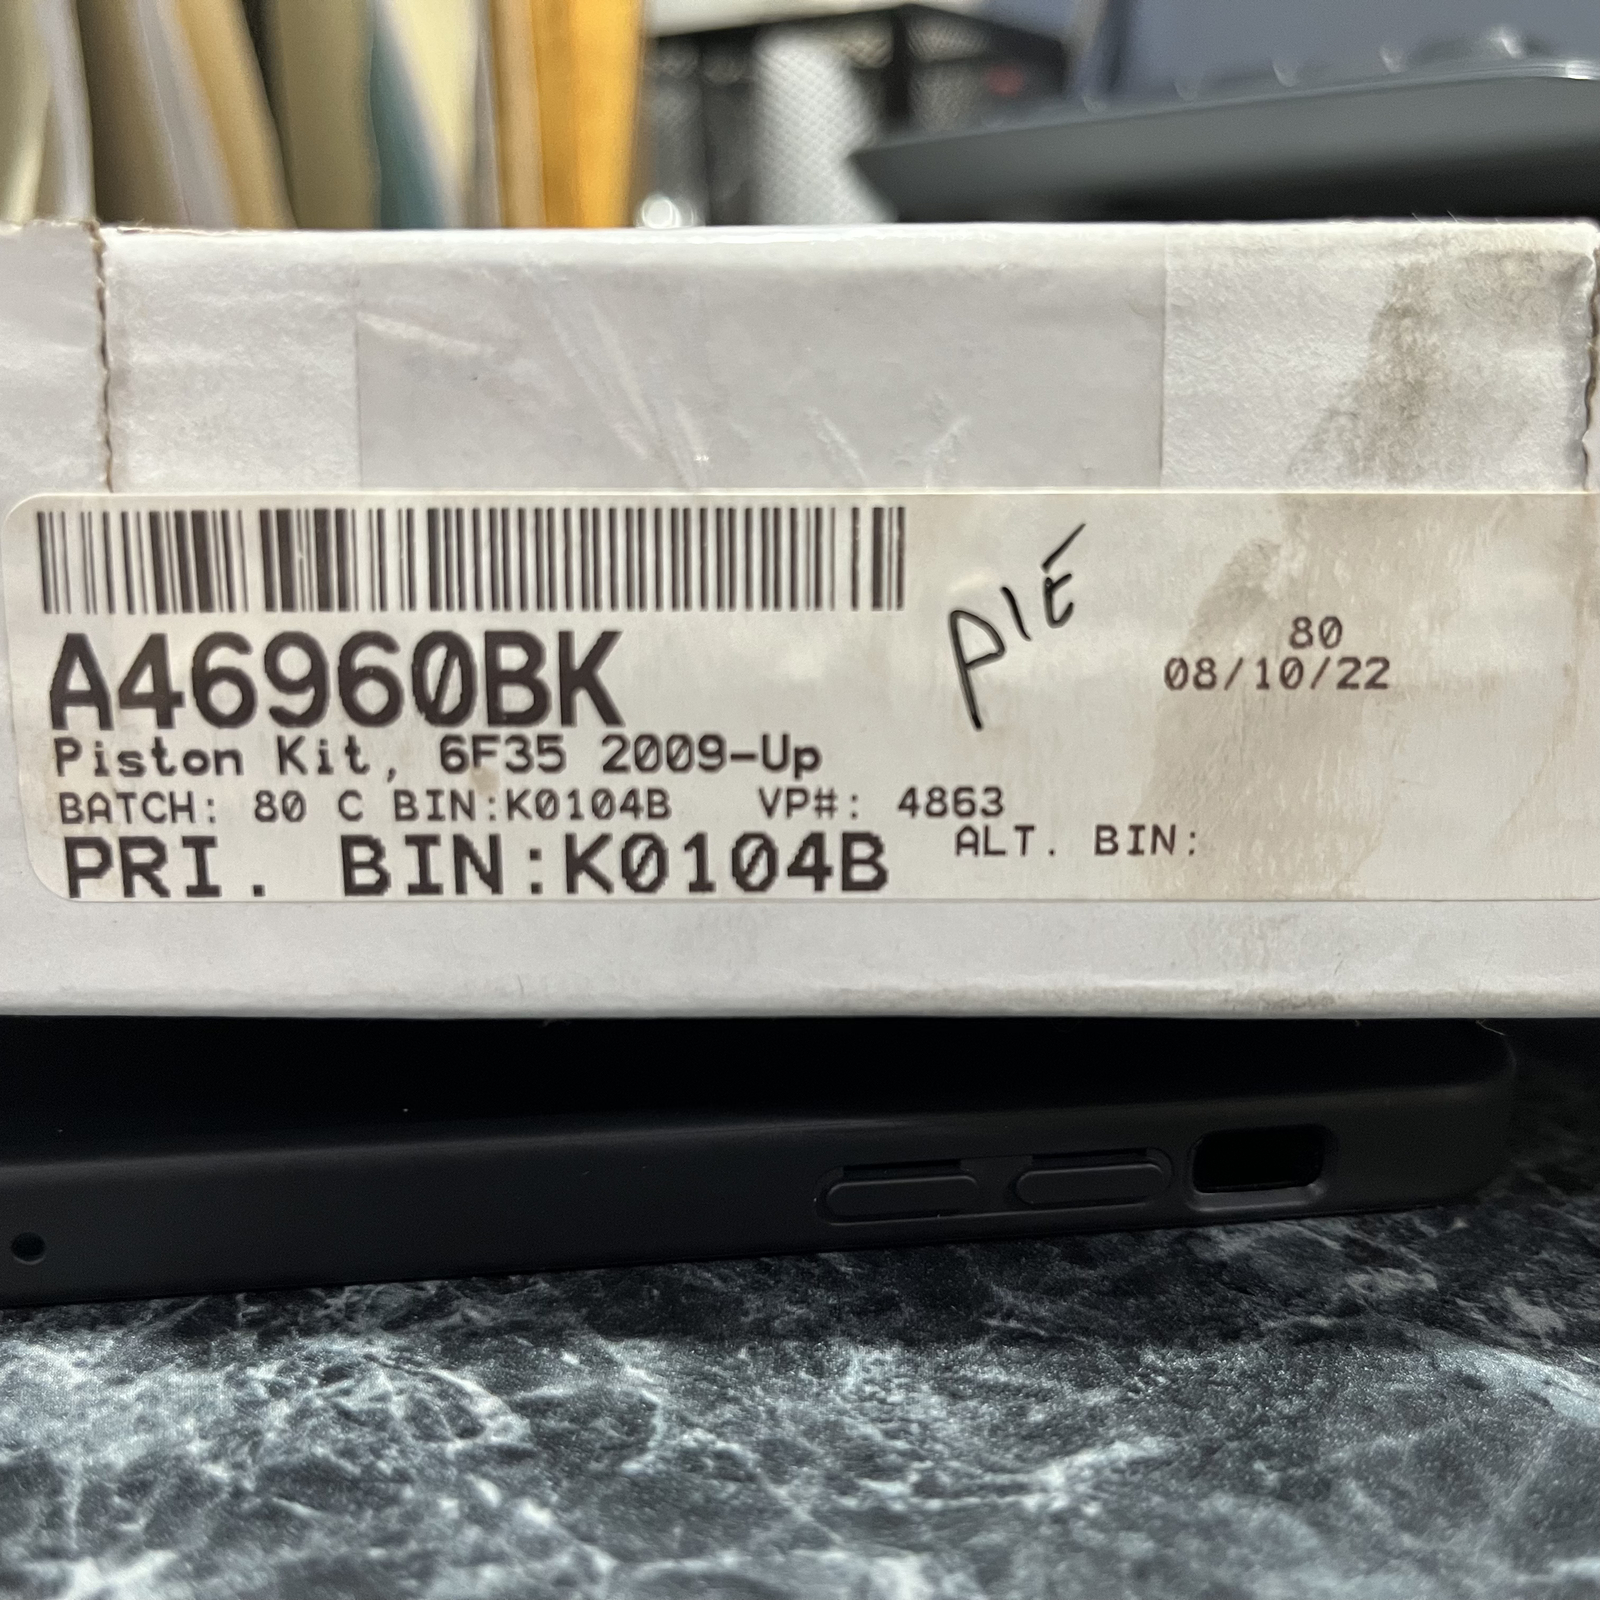 PIE
80
08/10/22
A46960BK
Piston Kit, 6F35 2009-Up
BATCH: 80 C BIN:K0104B VP#: 4863
PRI. BIN:K0104B ALT. BIN: